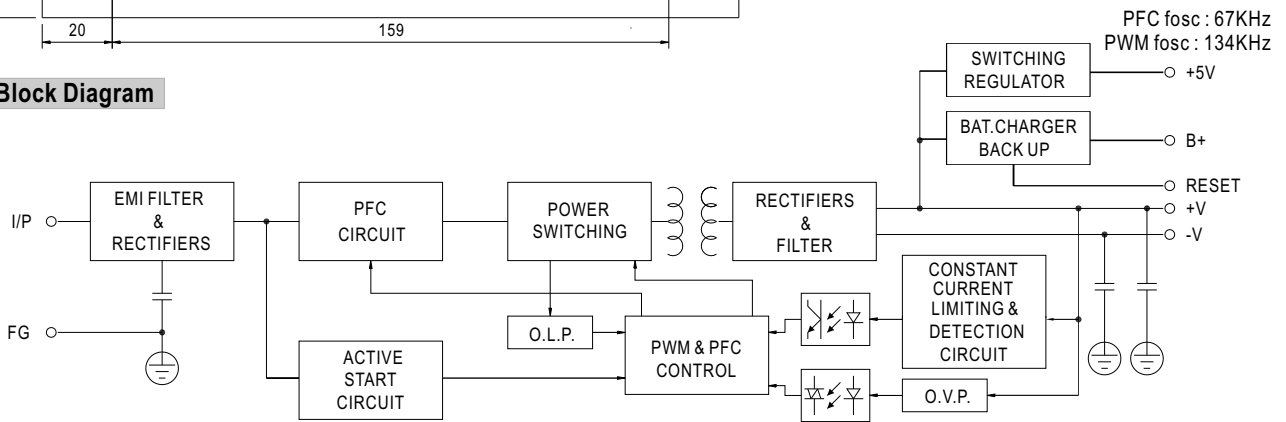 20
159
PFC fosc : 67KHz
PWM fosc : 134KHz
Block Diagram
SWITCHING
REGULATOR
+5V
BAT.CHARGER
BACK UP
B+
RESET
+V
-V
I/P
EMI FILTER
&
RECTIFIERS
PFC
CIRCUIT
POWER
SWITCHING
RECTIFIERS
&
FILTER
CONSTANT
CURRENT
LIMITING &
DETECTION
CIRCUIT
FG
O.L.P.
PWM & PFC
CONTROL
ACTIVE
START
CIRCUIT
O.V.P.